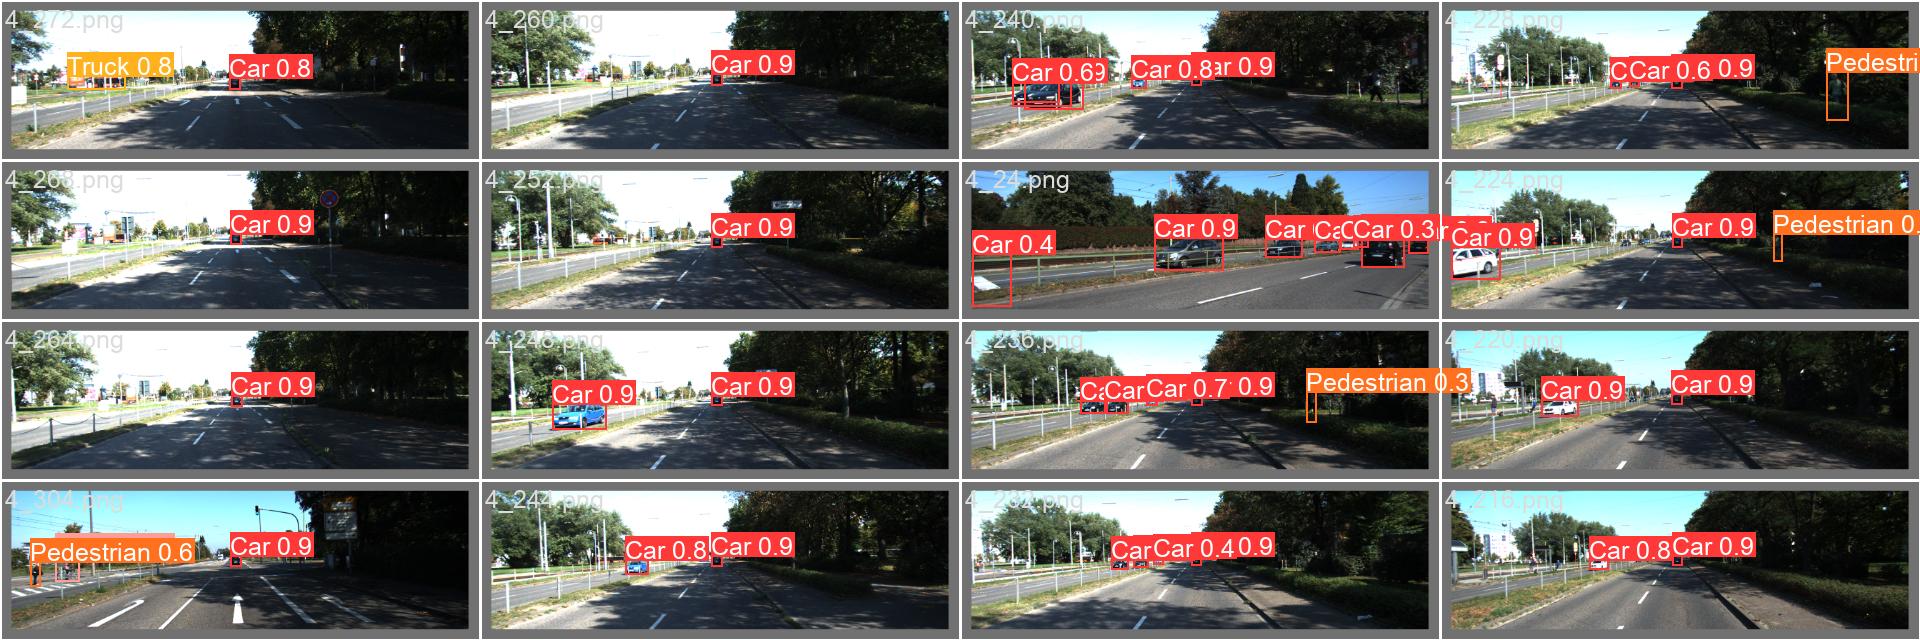 4_272.png
Truck 0.8
Car 0.8
4_260.png
Car 0.9
4_240.png
Car 0.6
Car 0.8
0.9
4_228.png
Car 0.6
0.9
Pedestri
4_268.png
Car 0.9
4_252.png
Car 0.9
4_24.png
Car 0.4
Car 0.9
Car
Car 0.3
4_224.png
Car 0.9
Car 0.9
Pedestrian 0.
4_264.png
Car 0.9
4_248.png
Car 0.9
Car 0.9
4_236.png
Car
Car 0.7
0.9
Pedestrian 0.3
4_220.png
Car 0.9
Car 0.9
4_304.png
Pedestrian 0.6
Car 0.9
4_244.png
Car 0.8
Car 0.9
4_232.png
Car
Car 0.4
0.9
4_216.png
Car 0.8
Car 0.9